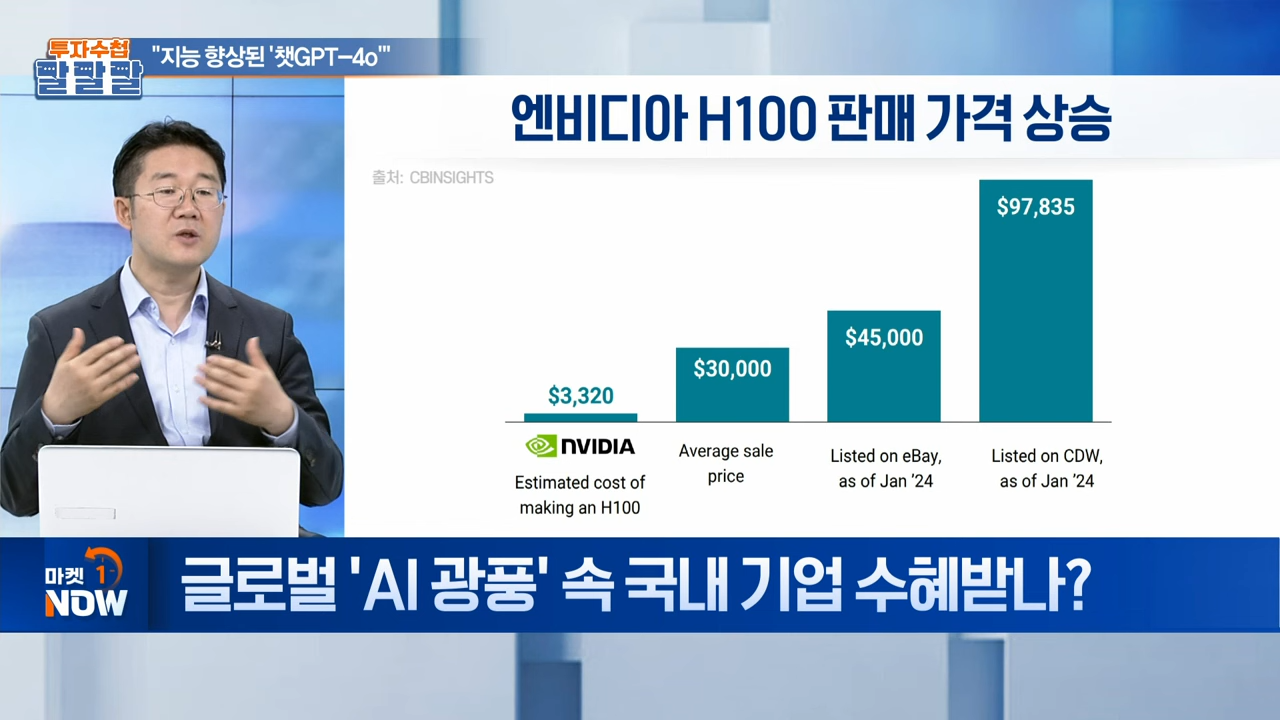 투자수첩
팔팔팔
"지능 향상된 '챗GPT-4o'"
엔비디아 H100 판매 가격 상승
출처: CBINSIGHTS
$3,320
$30,000
$45,000
$97,835
NVIDIA
Estimated cost of
making an H100
Average sale
price
Listed on eBay,
as of Jan '24
Listed on CDW,
as of Jan '24
마켓 1
NOW
글로벌 'AI 광풍' 속 국내 기업 수혜받나?